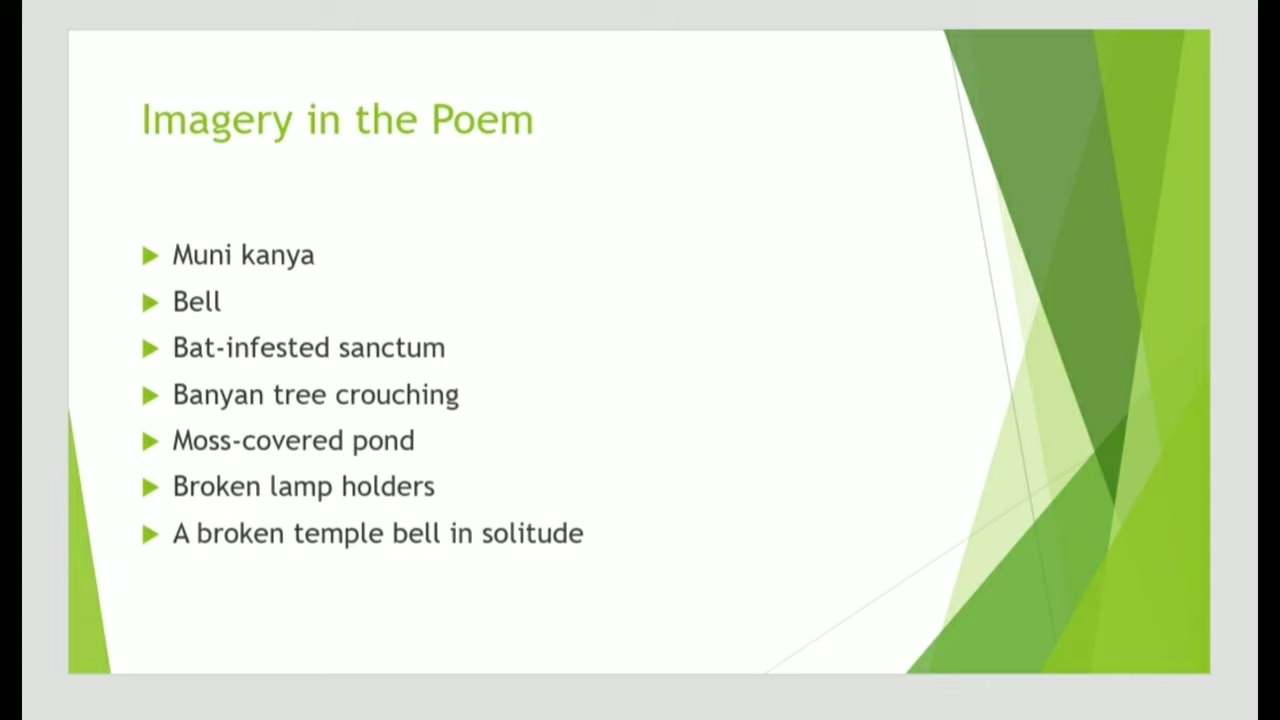 Imagery in the Poem
Muni kanya
Bell
Bat-infested sanctum
Banyan tree crouching
Moss-covered pond
Broken lamp holders
A broken temple bell in solitude